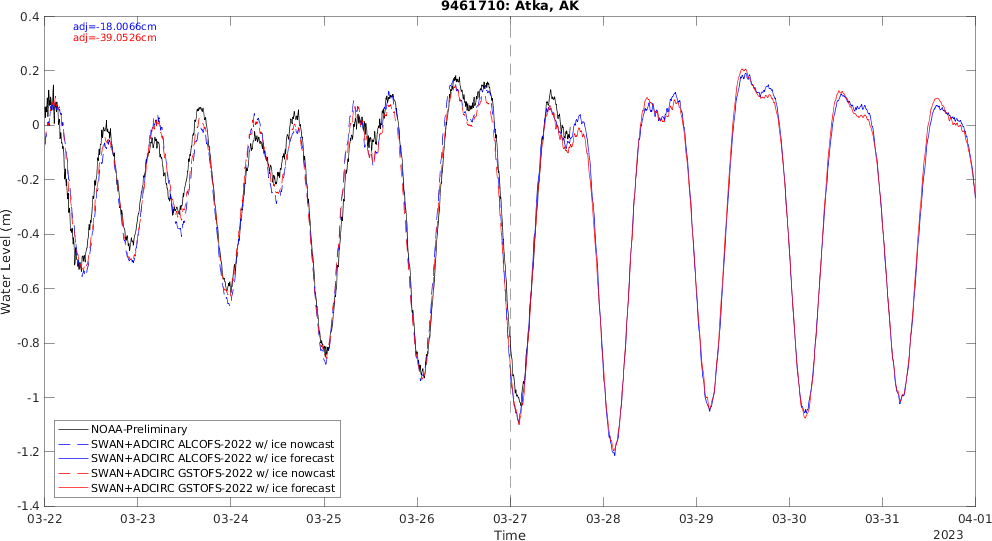 9461710: Atka, AK
adj=-18.0066cm
adj=-39.0526cm
0.4
0.2
0
-0.2
-0.4
-0.6
-0.8
-1
-1.2
-1.4
Water Level (m)
NOAA-Preliminary
SWAN+ADCIRC ALCOFS-2022 w/ ice nowcast
SWAN+ADCIRC ALCOFS-2022 w/ ice forecast
SWAN+ADCIRC GSTOFS-2022 w/ ice nowcast
SWAN+ADCIRC GSTOFS-2022 w/ ice forecast
03-22 03-23 03-24 03-25 03-26 03-27 03-28 03-29 03-30 03-31 04-01
Time
2023